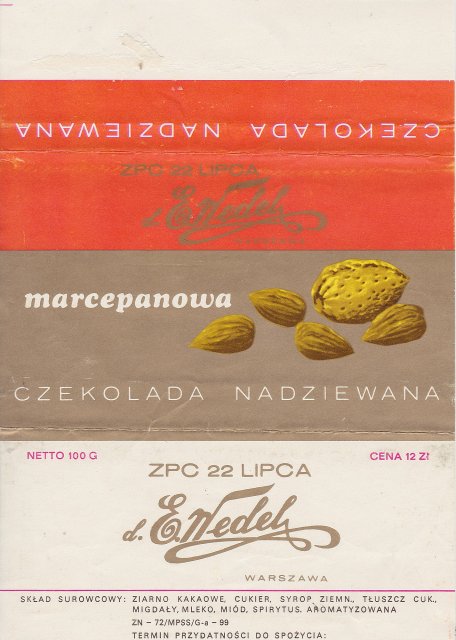 CZEKOLADA NADZIEWANA
ZPC 22 LIPCA
d. E. Wedel
WARSZAWA
marcepanowa
CZEKOLADA NADZIEWANA
NETTO 100 G
CENA 12 Zł
ZPC 22 LIPCA
d. E. Wedel
WARSZAWA
SKŁAD SUROWCOWY: ZIARNO KAKAOWE, CUKIER, SYROP ZIEMN., TŁUSZCZ CUK.,
MIGDAŁY, MLEKO, MIÓD, SPIRYTUS. AROMATYZOWANA
ZN – 72/MPSS/G-a – 99
TERMIN PRZYDATNOŚCI DO SPOŻYCIA: